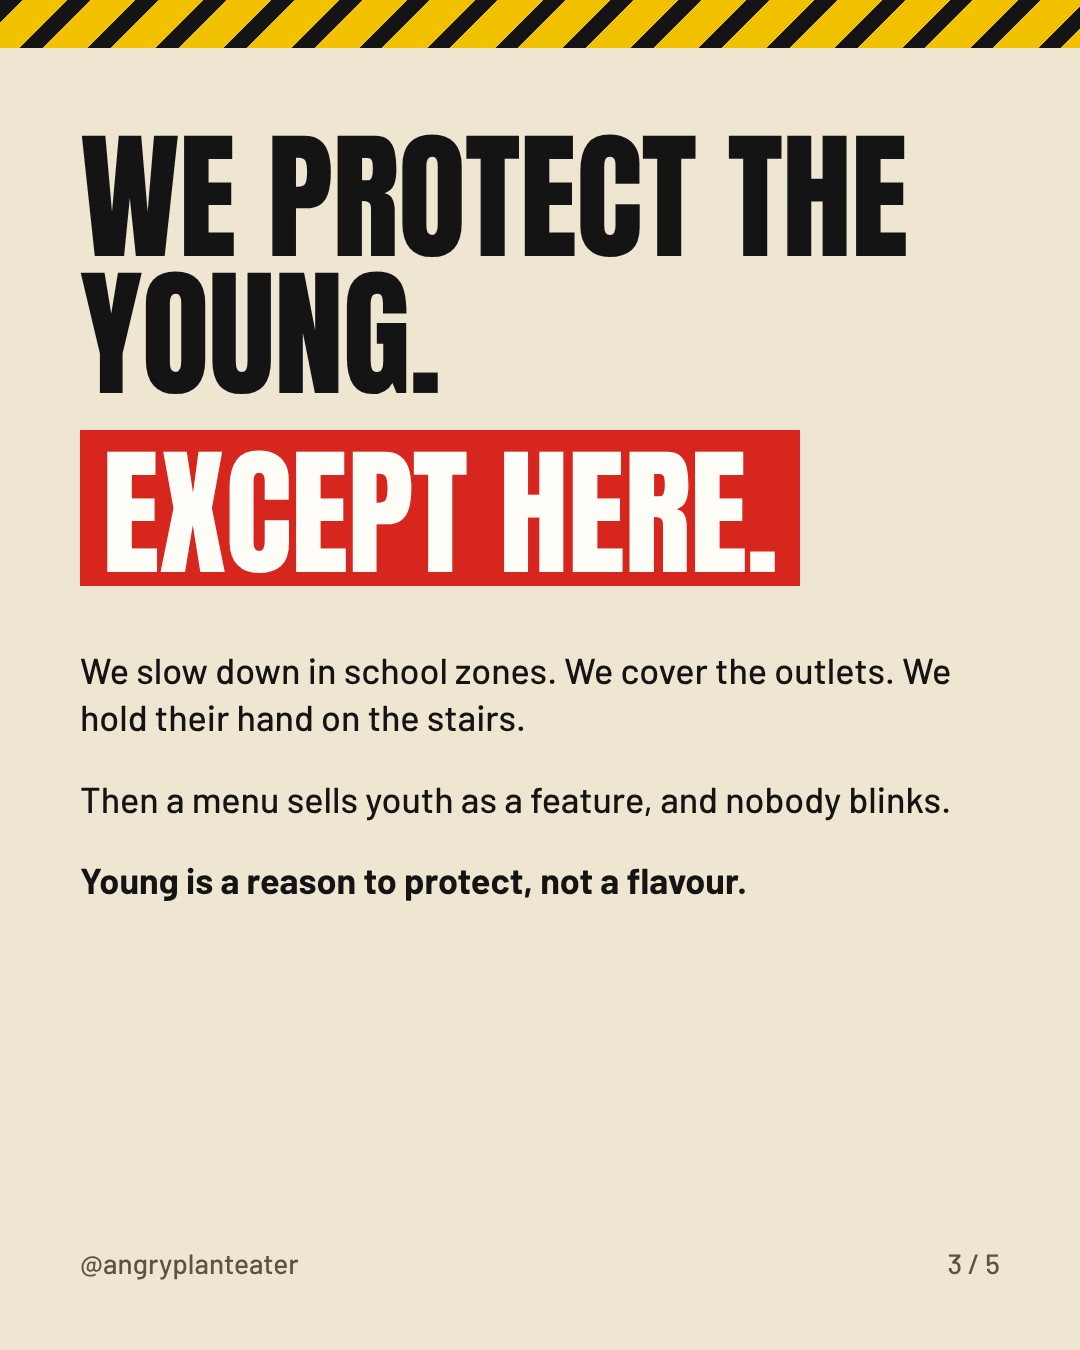 WE PROTECT THE
YOUNG.
EXCEPT HERE.
We slow down in school zones. We cover the outlets. We
hold their hand on the stairs.
Then a menu sells youth as a feature, and nobody blinks.
Young is a reason to protect, not a flavour.
@angryplanteater
3 / 5